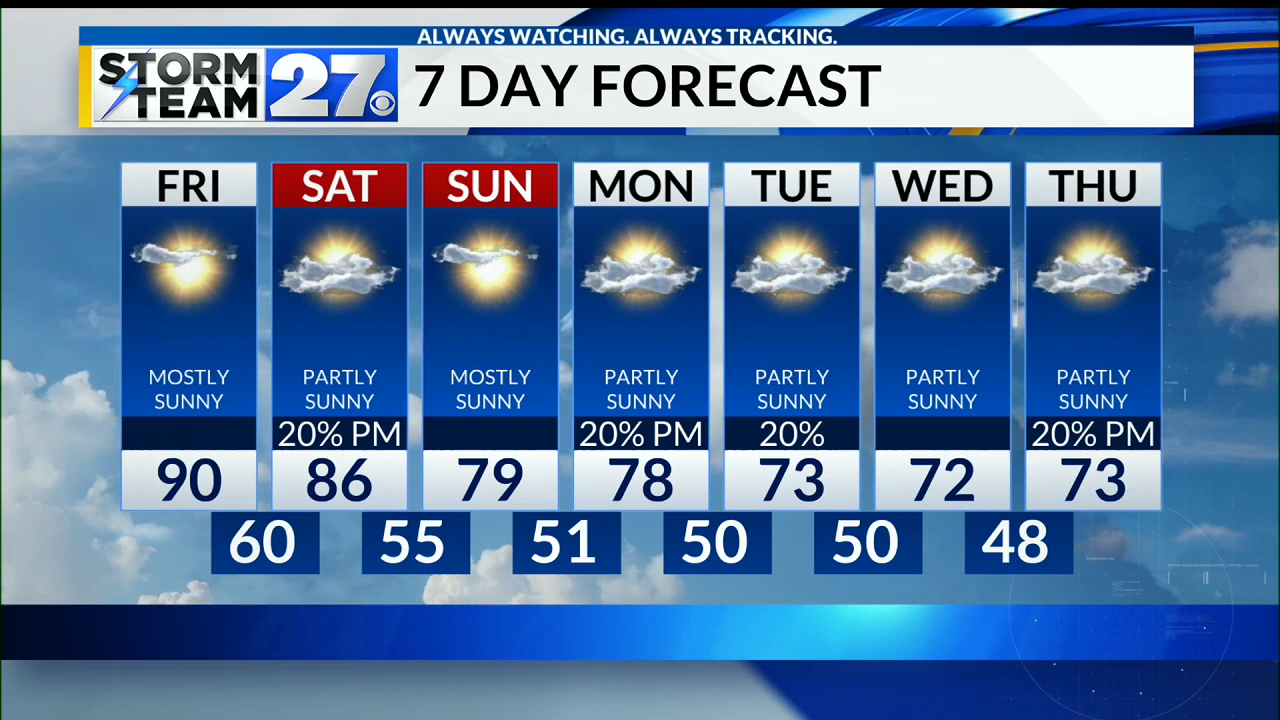 ALWAYS WATCHING. ALWAYS TRACKING.
STORM
TEAM
27
7 DAY FORECAST
FRI SAT SUN MON TUE WED THU
MOSTLY PARTLY MOSTLY PARTLY PARTLY PARTLY PARTLY
SUNNY SUNNY SUNNY SUNNY SUNNY SUNNY SUNNY
20% PM 20% PM 20% 20% PM
90 86 79 78 73 72 73
60 55 51 50 50 48